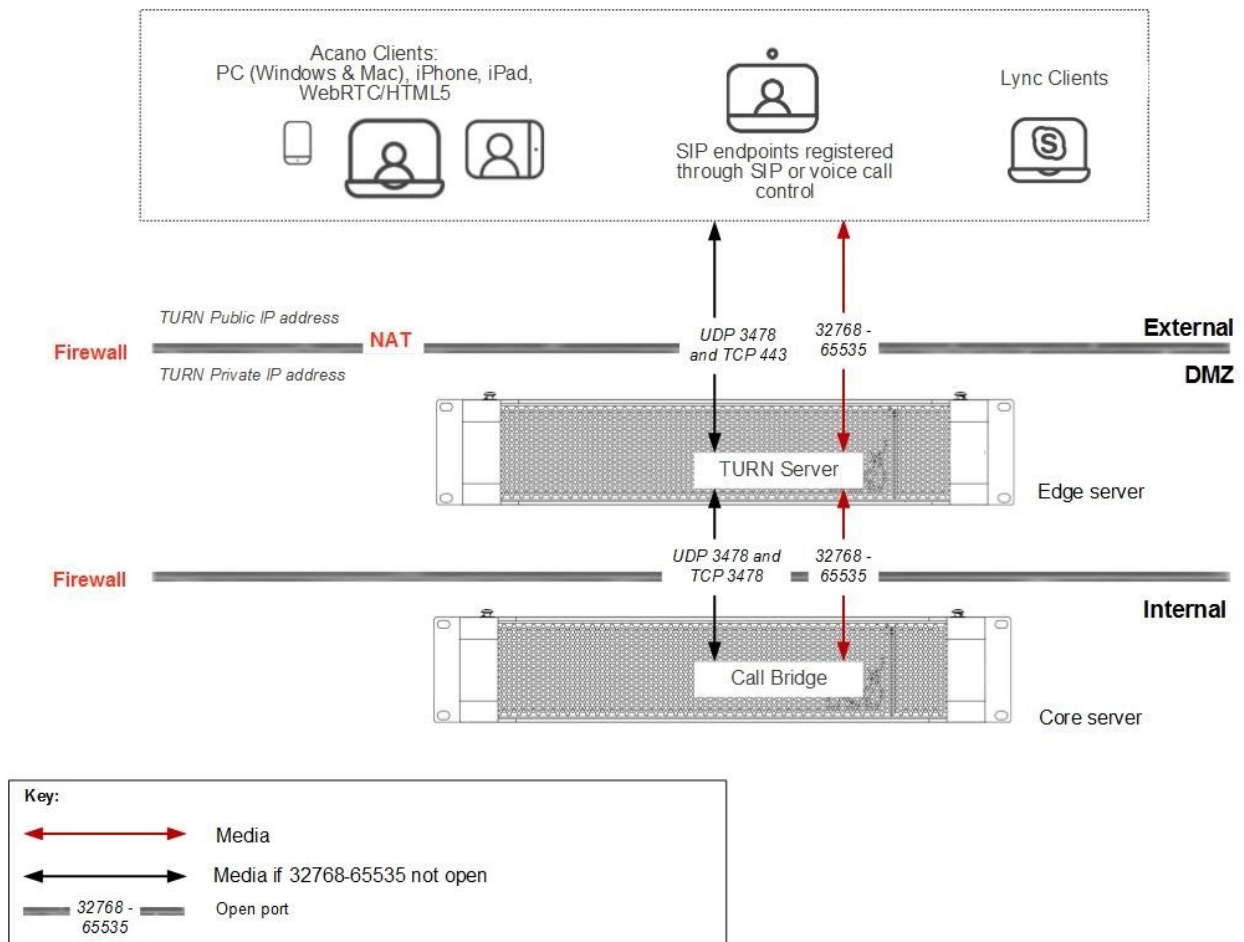 Acano Clients:
PC (Windows & Mac), iPhone, iPad,
WebRTC/HTML5
SIP endpoints registered
through SIP or voice call
control
Lync Clients
S
TURN Public IP address
Firewall
NAT
TURN Private IP address
UDP 3478
and TCP 443
32768 -
65535
External
DMZ
TURN Server
Edge server
Firewall
UDP 3478 and
TCP 3478
32768 -
65535
Internal
Call Bridge
Core server
Key:
Media
Media if 32768-65535 not open
32768 -
65535
Open port